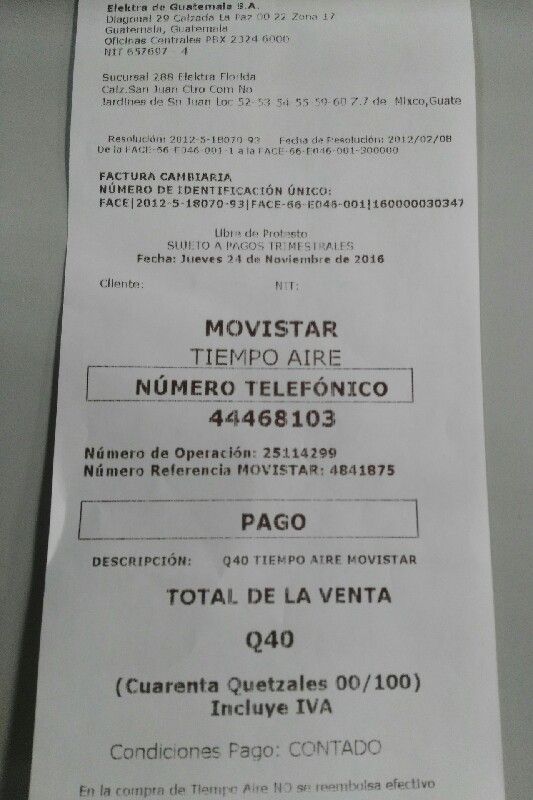 Elektra de Guatemala S.A.
Diagonal 29 Calzada La Paz 00 22 Zona 17
Guatemala, Guatemala
Oficinas Centrales PBX 2324 6000
NIT 657697 - 4
Sucursal 288 Elektra Florida
Calz.San Juan Ctro Com No
Jardines de Sn Juan Loc 52-53-54-55-59-60 Z.7 de Mixco,Guate
Resolución: 2012-5-18070-93 Fecha de Resolución: 2012/02/08
De la FACE-66-E046-001-1 a la FACE-66-E046-001-300000
FACTURA CAMBIARIA
NÚMERO DE IDENTIFICACIÓN ÚNICO:
FACE|2012-5-18070-93|FACE-66-E046-001|160000030347
Libre de Protesto
SUJETO A PAGOS TRIMESTRALES
Fecha: Jueves 24 de Noviembre de 2016
Cliente: NIT:
MOVISTAR
TIEMPO AIRE
NÚMERO TELEFÓNICO
44468103
Número de Operación: 25114299
Número Referencia MOVISTAR: 4841875
PAGO
DESCRIPCIÓN: Q40 TIEMPO AIRE MOVISTAR
TOTAL DE LA VENTA
Q40
(Cuarenta Quetzales 00/100)
Incluye IVA
Condiciones Pago: CONTADO
En la compra de Tiempo Aire NO se reembolsa efectivo